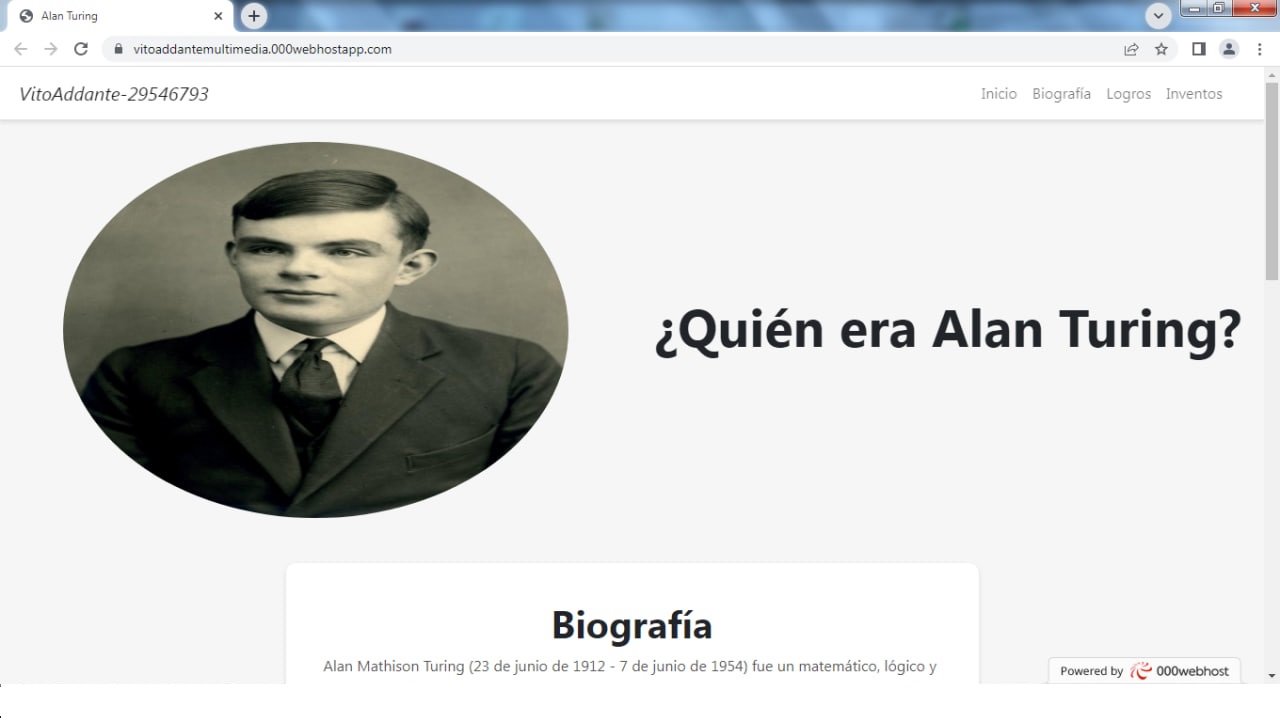 Alan Turing
vitoaddantemultimedia.000webhostapp.com
VitoAddante-29546793
Inicio Biografía Logros Inventos
¿Quién era Alan Turing?
Biografía
Alan Mathison Turing (23 de junio de 1912 - 7 de junio de 1954) fue un matemático, lógico y
Powered by 000webhost